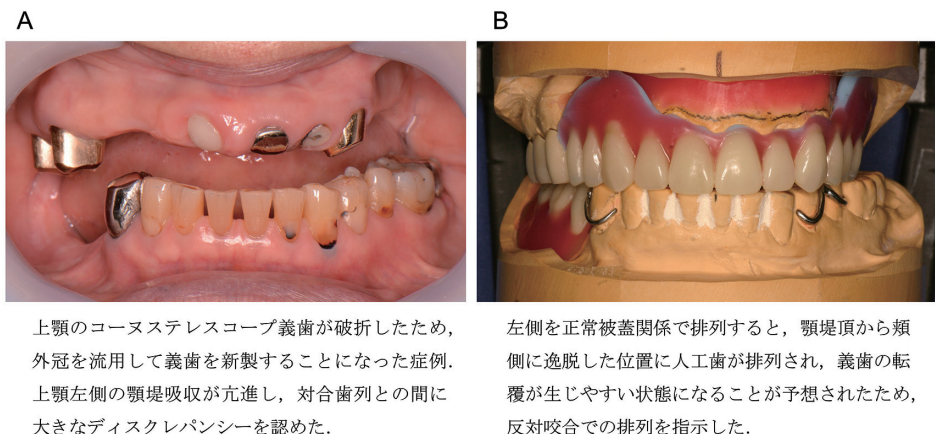 A
上顎のコーヌステレスコープ義歯が破折したため，
外冠を流用して義歯を新製することになった症例．
上顎左側の顎堤吸収が亢進し，対合歯列との間に
大きなディスクレパンシーを認めた．
B
左側を正常被蓋関係で排列すると，顎堤頂から頰
側に逸脱した位置に人工歯が排列され，義歯の転
覆が生じやすい状態になることが予想されたため，
反対咬合での排列を指示した．